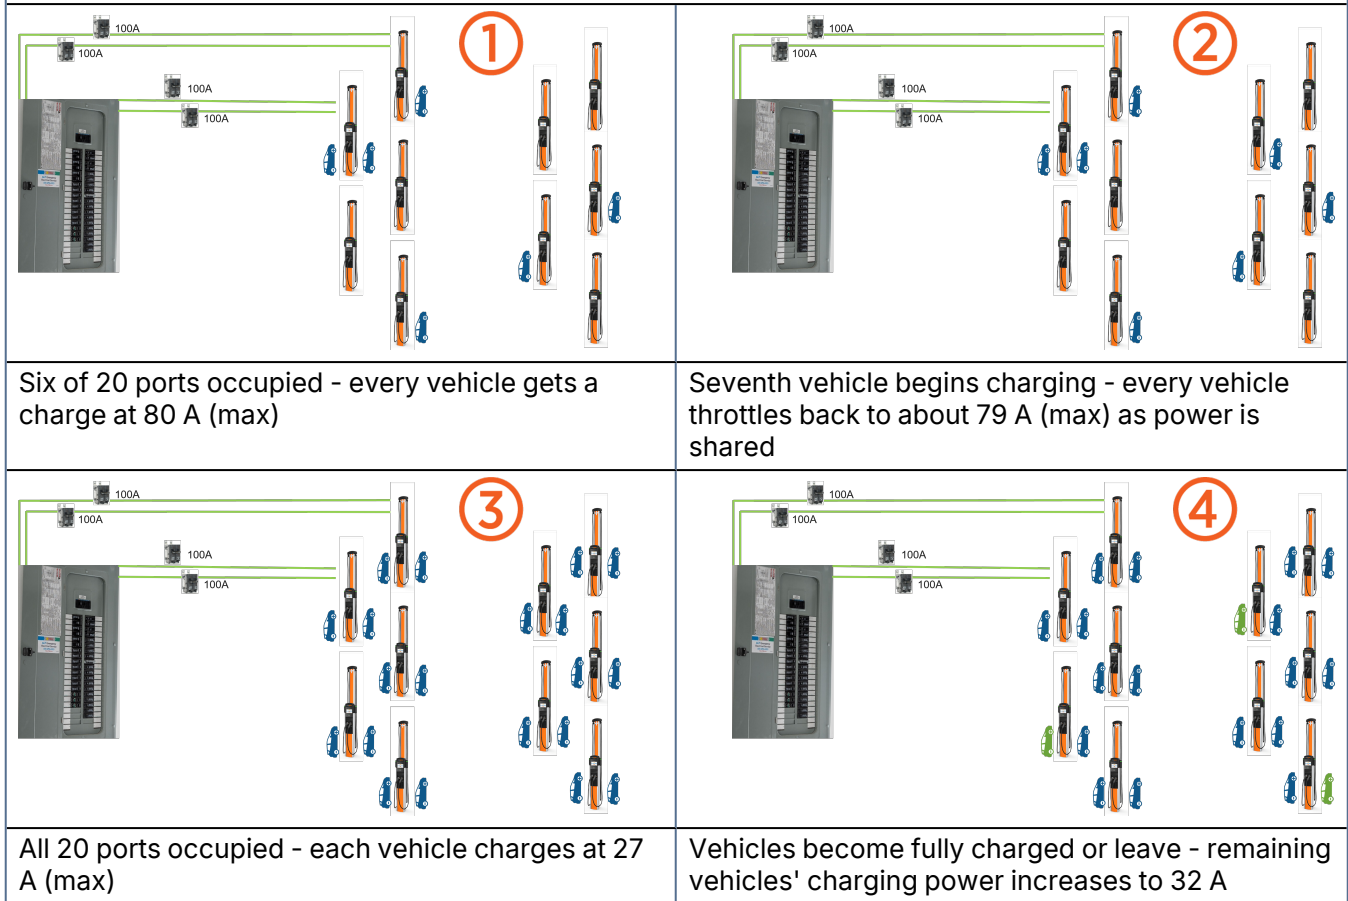 100A
100A
100A
100A
1
100A
100A
100A
100A
2
Six of 20 ports occupied - every vehicle gets a
charge at 80 A (max)
Seventh vehicle begins charging - every vehicle
throttles back to about 79 A (max) as power is
shared
100A
100A
100A
100A
3
100A
100A
100A
100A
4
All 20 ports occupied - each vehicle charges at 27
A (max)
Vehicles become fully charged or leave - remaining
vehicles' charging power increases to 32 A